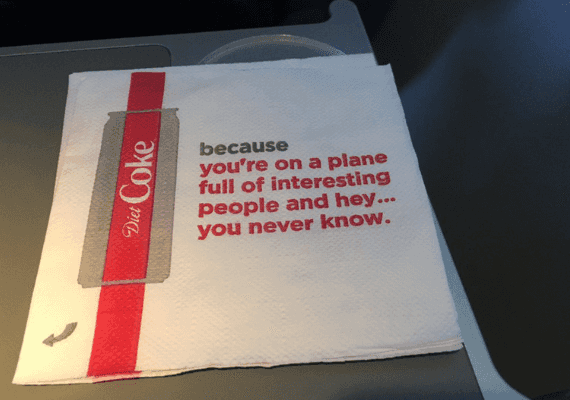 Diet Coke
because
you're on a plane
full of interesting
people and hey...
you never know.